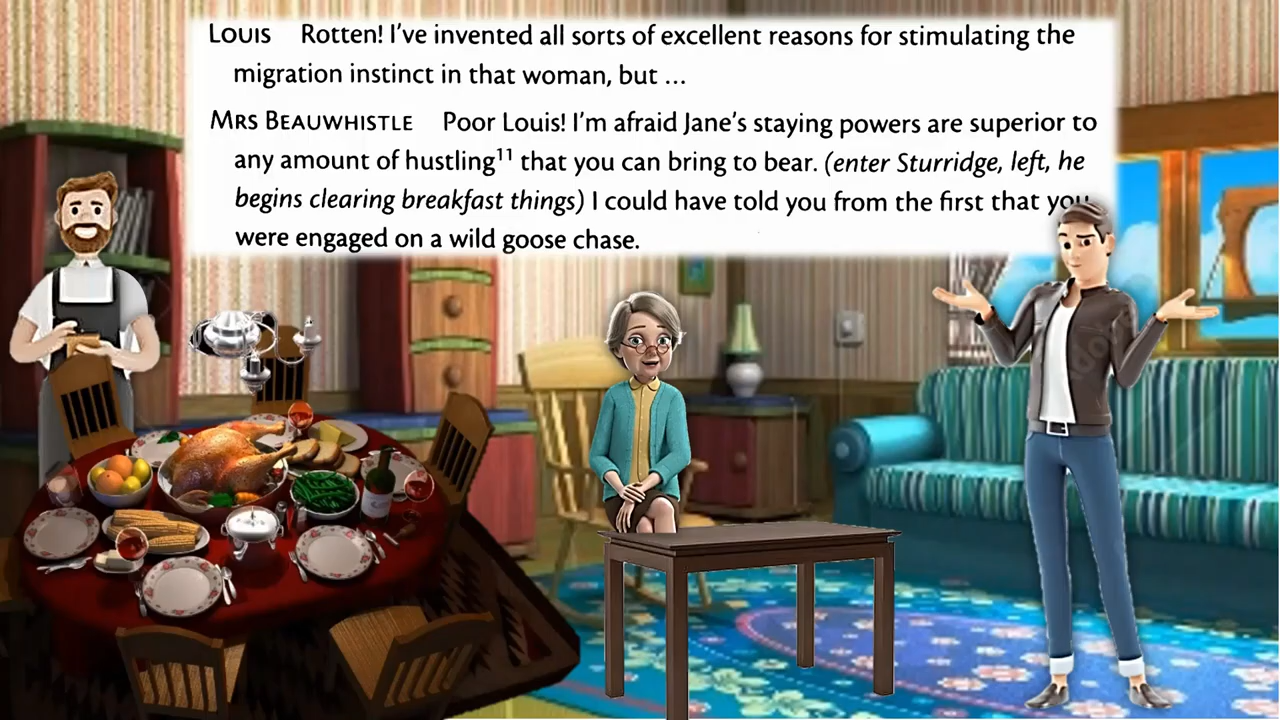 LOUIS Rotten! I've invented all sorts of excellent reasons for stimulating the
migration instinct in that woman, but ...
MRS BEAUWHISTLE Poor Louis! I'm afraid Jane's staying powers are superior to
any amount of hustling¹¹ that you can bring to bear. (enter Sturridge, left, he
begins clearing breakfast things) I could have told you from the first that you
were engaged on a wild goose chase.